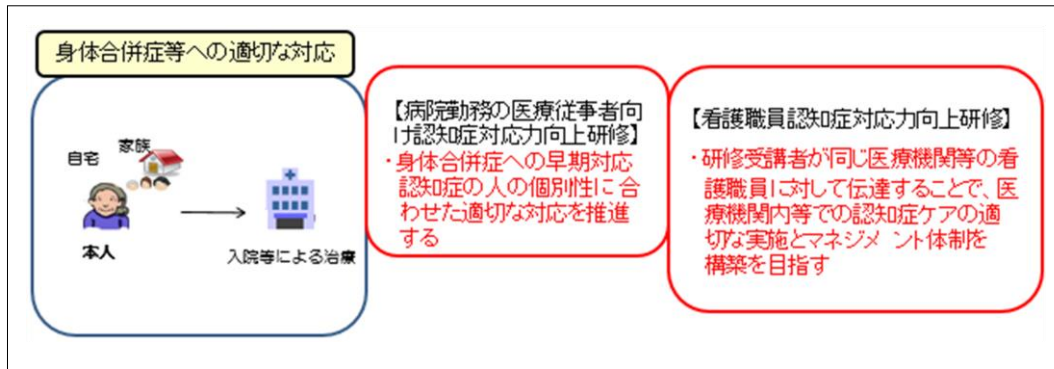 身体合併症等への適切な対応
自宅
家族
本人
入院等による治療
【病院勤務の医療従事者向
け認知症対応力向上研修】
・身体合併症への早期対応
認知症の人の個別性に合
わせた適切な対応を推進
する
【看護職員認知症対応力向上研修】
・研修受講者が同じ医療機関等の看
護職員に対して伝達することで、医
療機関内等での認知症ケアの適
切な実施とマネジメント体制を
構築を目指す